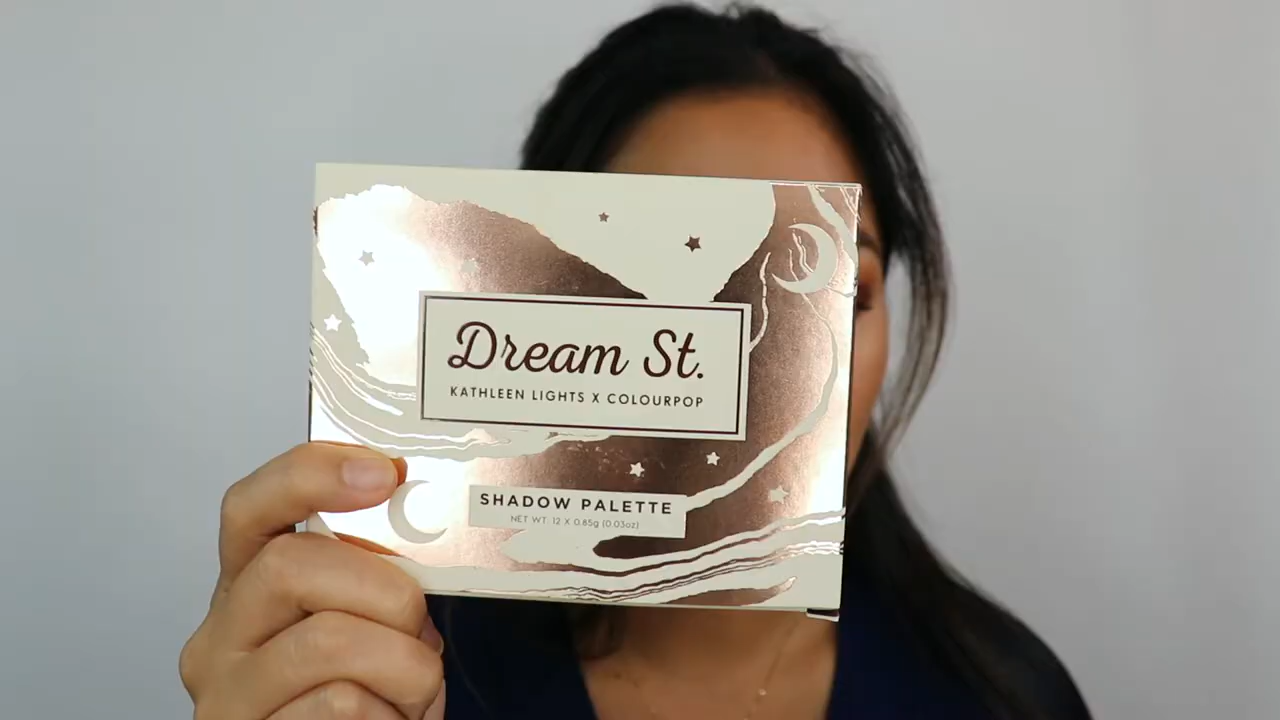 Dream St.
KATHLEEN LIGHTS X COLOURPOP
SHADOW PALETTE
NET WT. 12 X 0.85g (0.03oz)